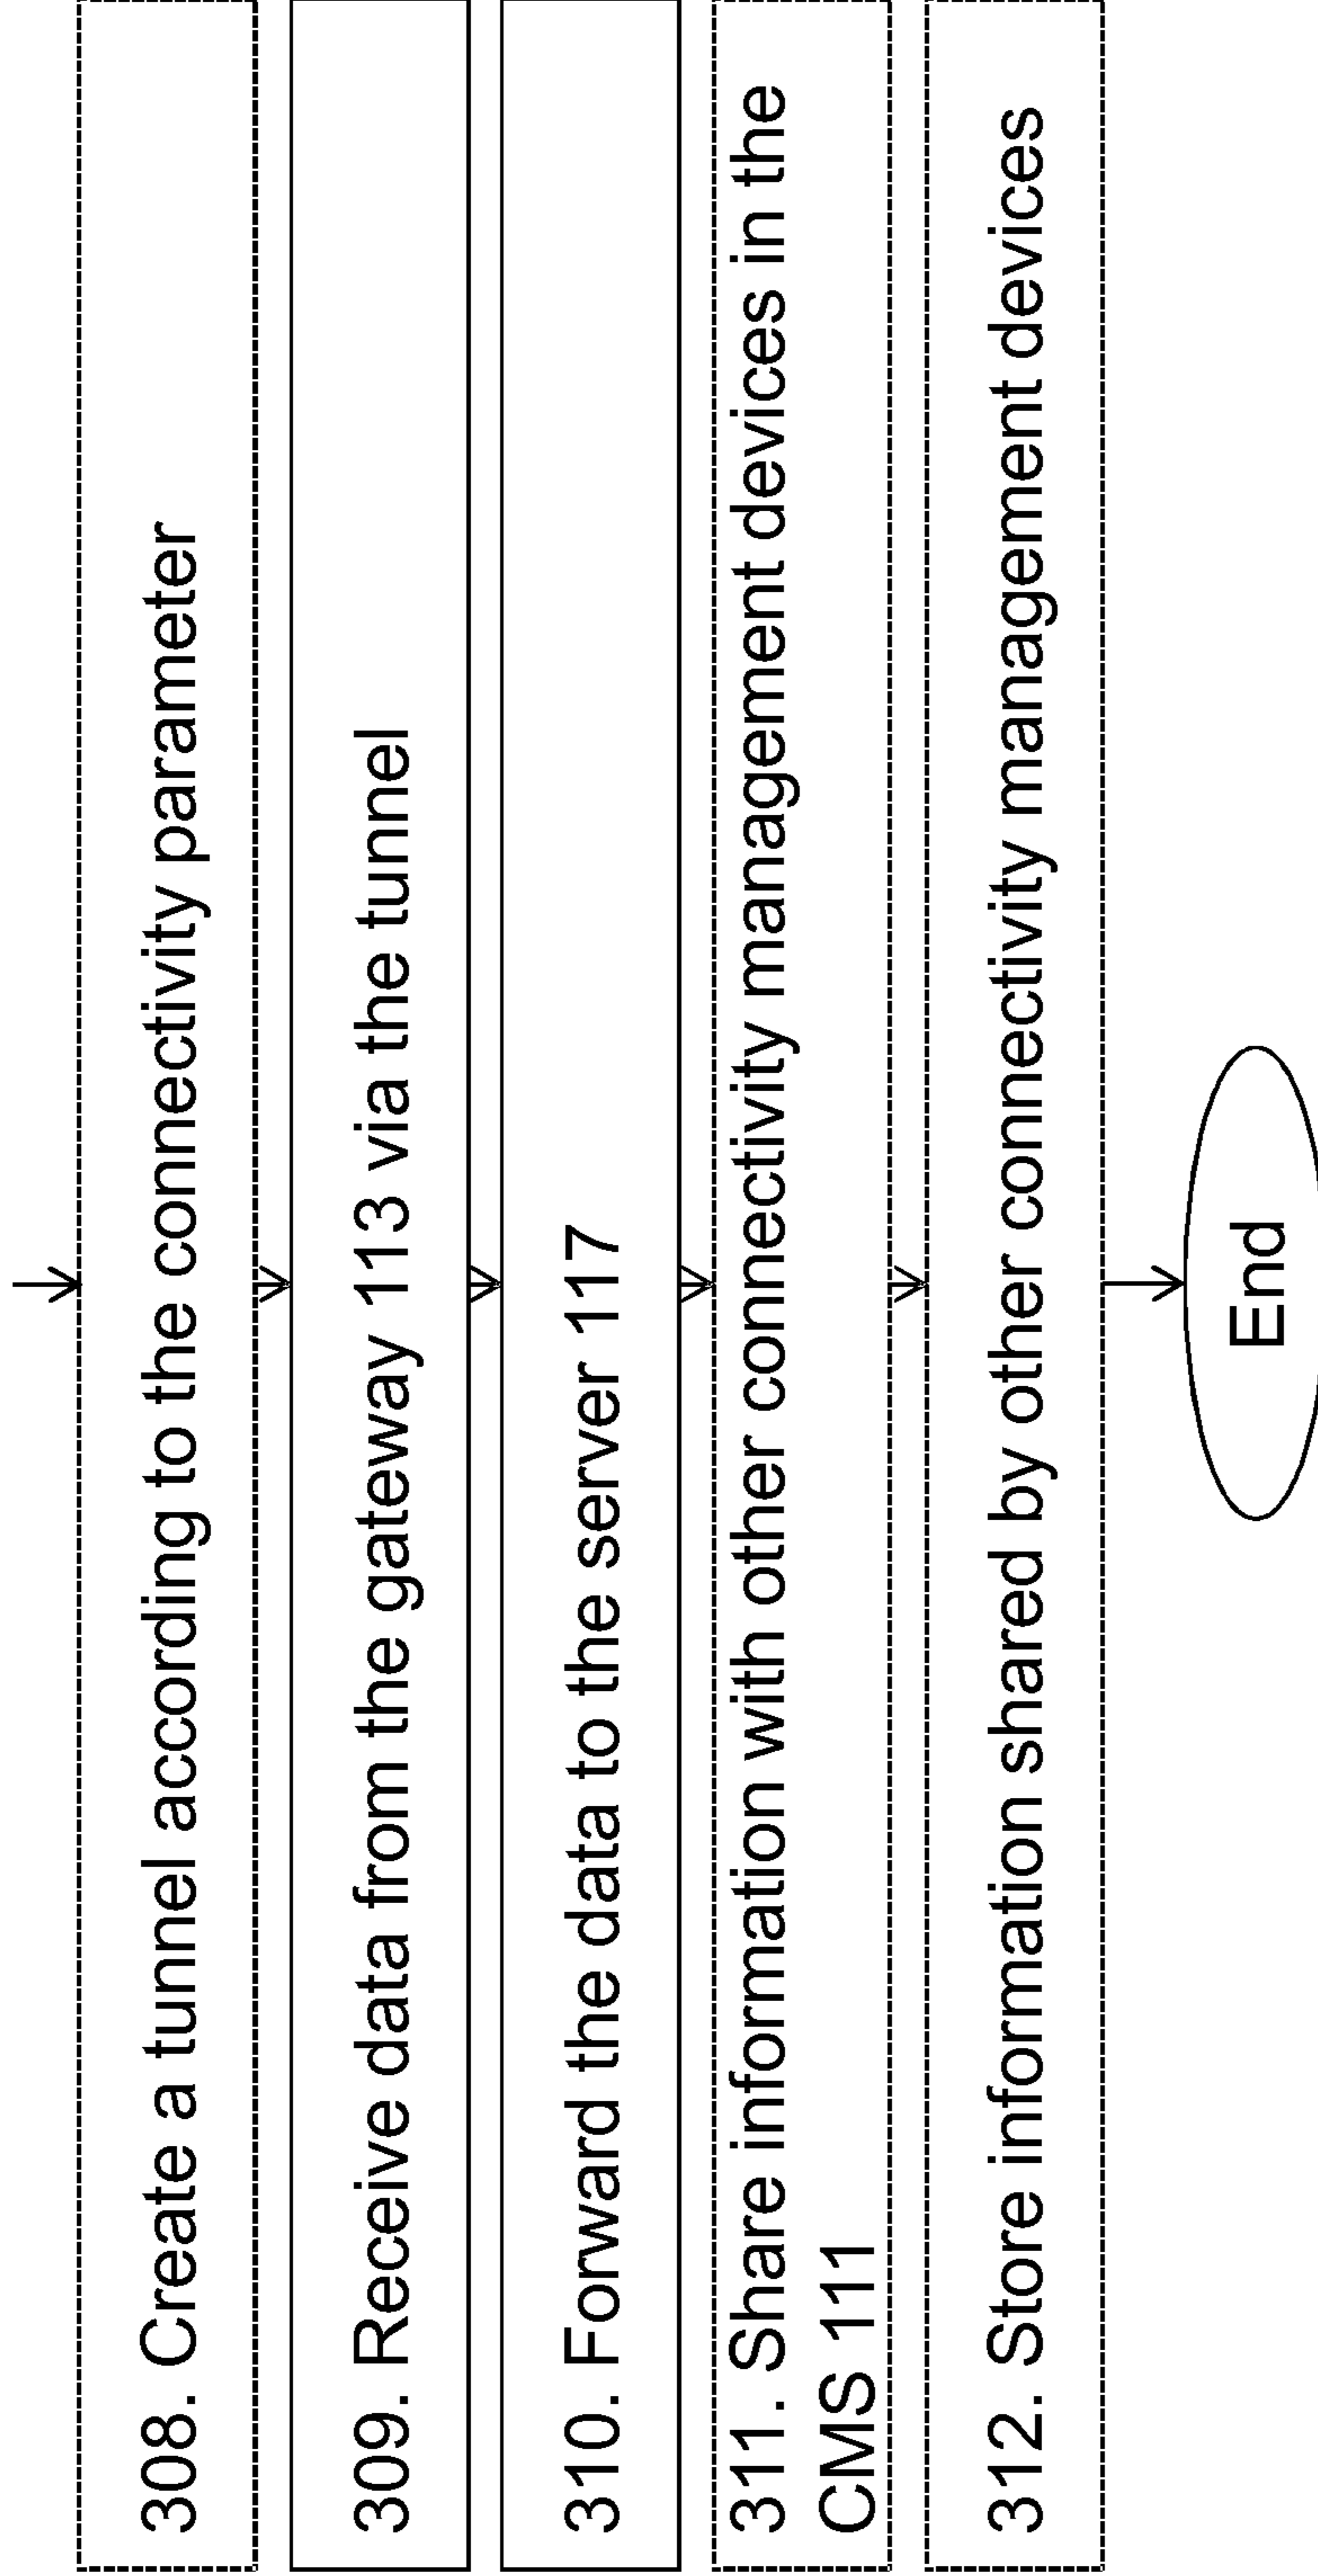 308. Create a tunnel according to the connectivity parameter
309. Receive data from the gateway 113 via the tunnel
310. Forward the data to the server 117
311. Share information with other connectivity management devices in the
CMS 111
312. Store information shared by other connectivity management devices
End